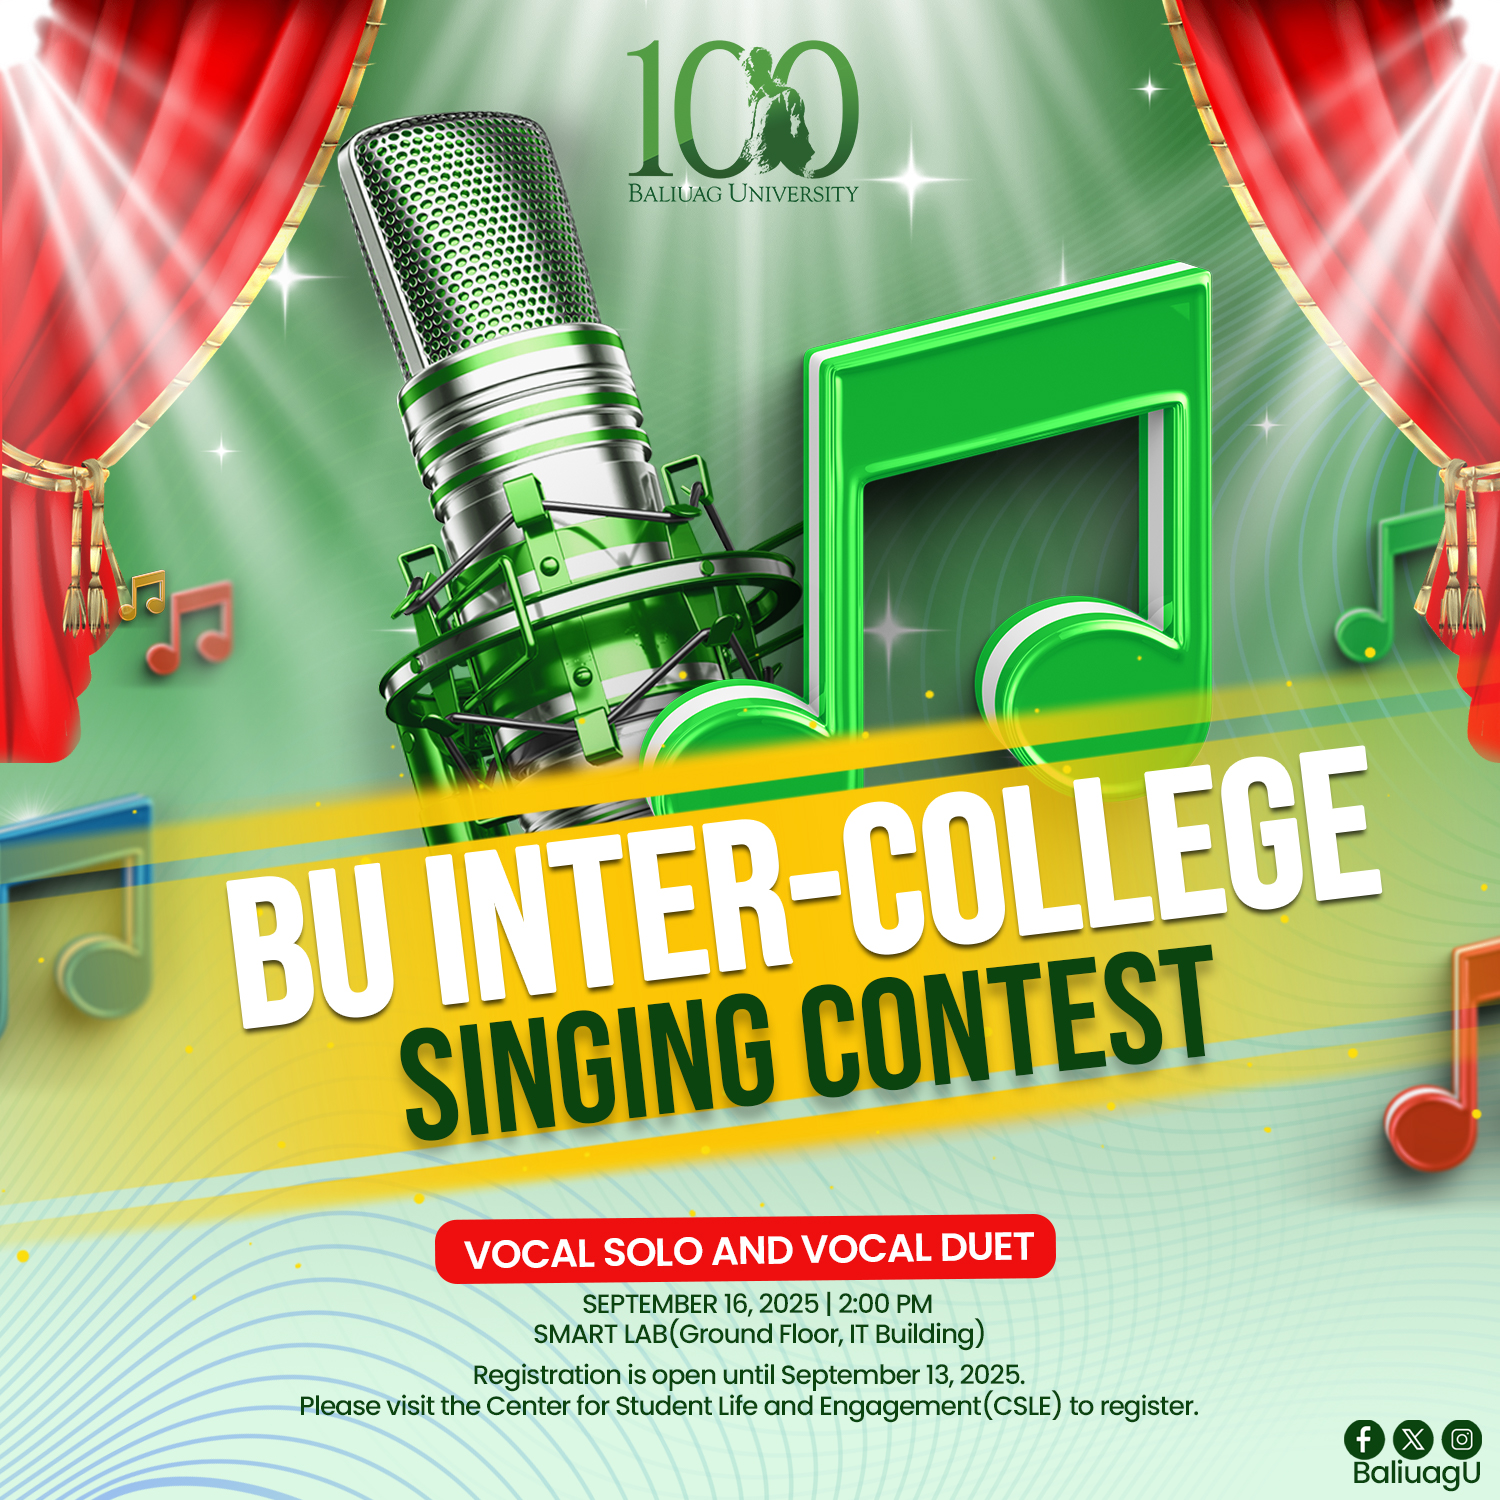 100
BALIUAG UNIVERSITY
BU INTER-COLLEGE
SINGING CONTEST
VOCAL SOLO AND VOCAL DUET
SEPTEMBER 16, 2025 | 2:00 PM
SMART LAB(Ground Floor, IT Building)
Registration is open until September 13, 2025.
Please visit the Center for Student Life and Engagement(CSLE) to register.
BaliuagU